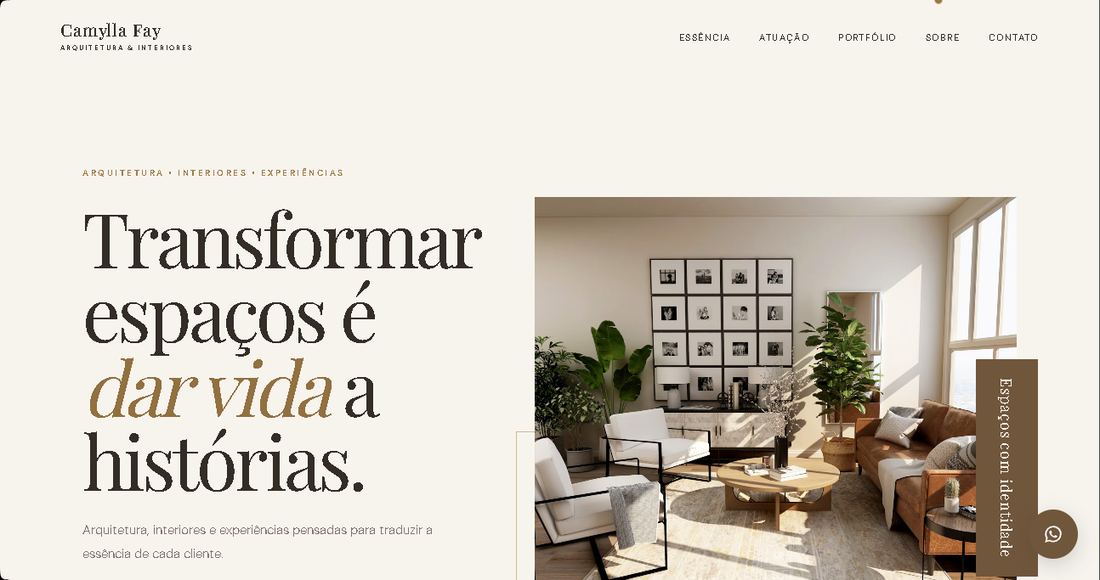 Camylla Fay
ARQUITETURA & INTERIORES
ESSÊNCIA
ATUAÇÃO
PORTFÓLIO
SOBRE
CONTATO
ARQUITETURA • INTERIORES • EXPERIÊNCIAS
Transformar
espaços é
dar vida a
histórias.
Arquitetura, interiores e experiências pensadas para traduzir a
essência de cada cliente.
Espaços com identidade